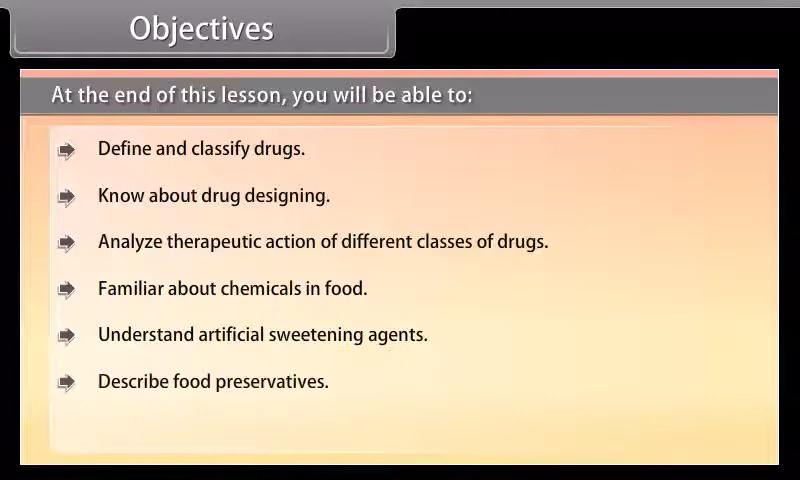 Objectives
At the end of this lesson, you will be able to:
Define and classify drugs.
Know about drug designing.
Analyze therapeutic action of different classes of drugs.
Familiar about chemicals in food.
Understand artificial sweetening agents.
Describe food preservatives.